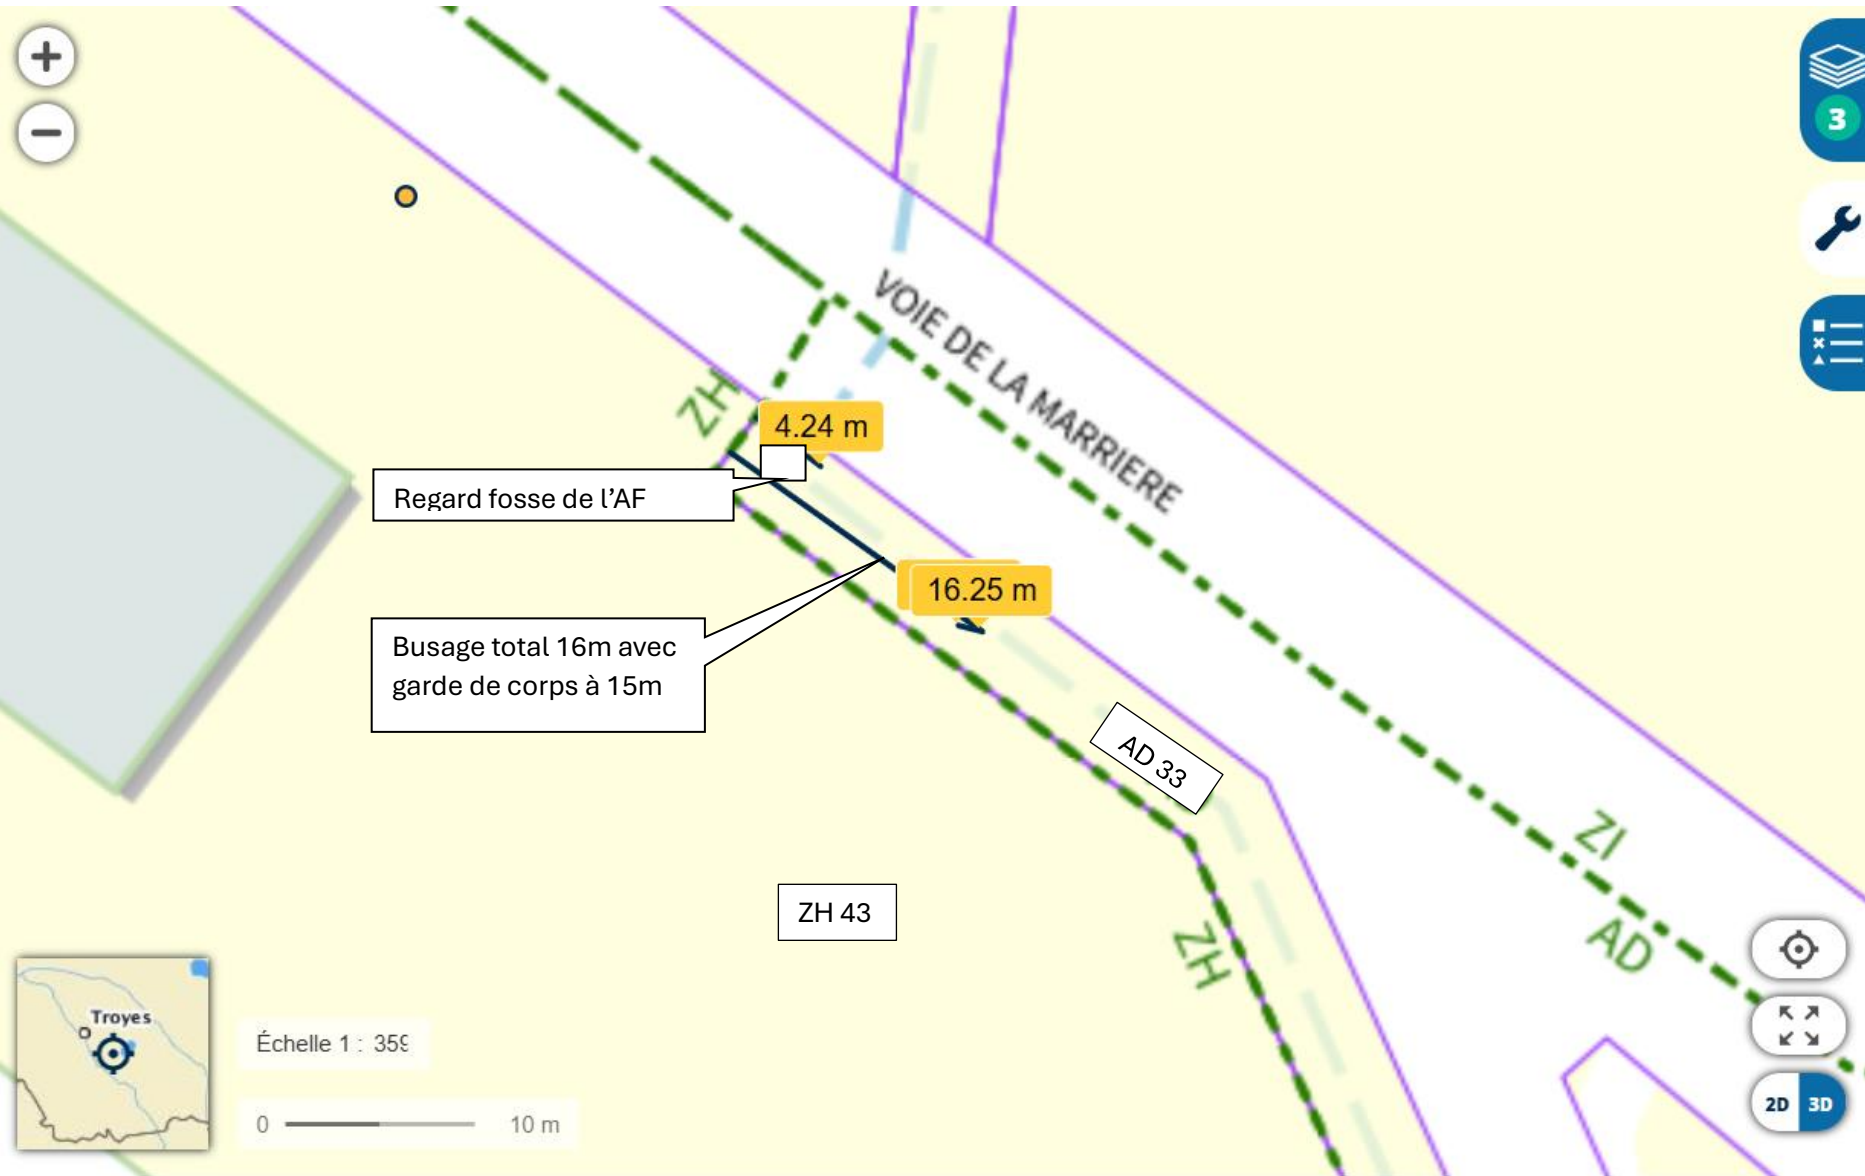 3
VOIE DE LA MARRIERE
ZH
4.24 m
Regard fosse de l’AF
16.25 m
Busage total 16m avec
garde de corps à 15m
AD 33
ZI
AD
ZH 43
ZH
Troyes
Échelle 1 : 359
0 10 m
2D 3D